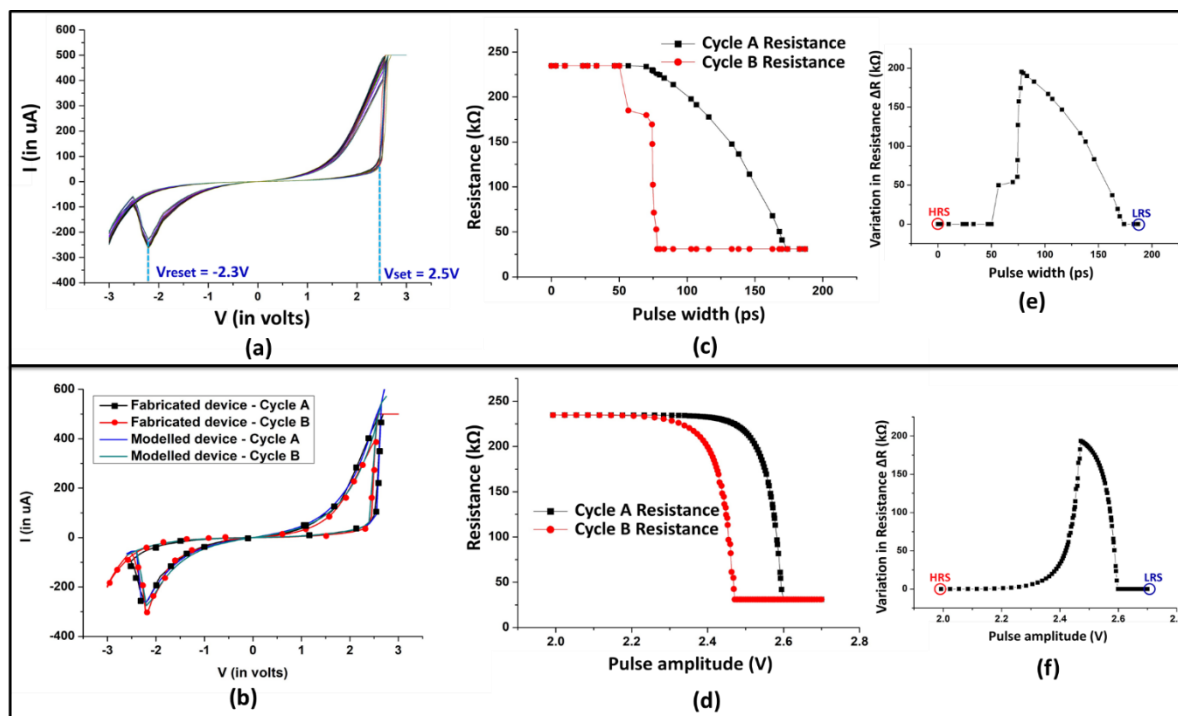 600
500
400
300
200
100
0
-100
-200
-300
-400
I (in uA)
Vreset = -2.3V
Vset = 2.5V
-3 -2 -1 0 1 2 3
V (in volts)
(a)
Cycle A Resistance
Cycle B Resistance
250
200
150
100
50
0
Resistance (kΩ)
0 50 100 150 200
Pulse width (ps)
(c)
200
150
100
50
0
Variation in Resistance ΔR (kΩ)
HRS
LRS
0 50 100 150 200
Pulse width (ps)
(e)
600
400
200
0
-200
-400
I (in uA)
Fabricated device - Cycle A
Fabricated device - Cycle B
Modelled device - Cycle A
Modelled device - Cycle B
-3 -2 -1 0 1 2 3
V (in volts)
(b)
250
200
150
100
50
0
Resistance (kΩ)
Cycle A Resistance
Cycle B Resistance
2.0 2.2 2.4 2.6 2.8
Pulse amplitude (V)
(d)
200
150
100
50
0
Variation in Resistance ΔR (kΩ)
HRS
LRS
2.0 2.2 2.4 2.6 2.8
Pulse amplitude (V)
(f)